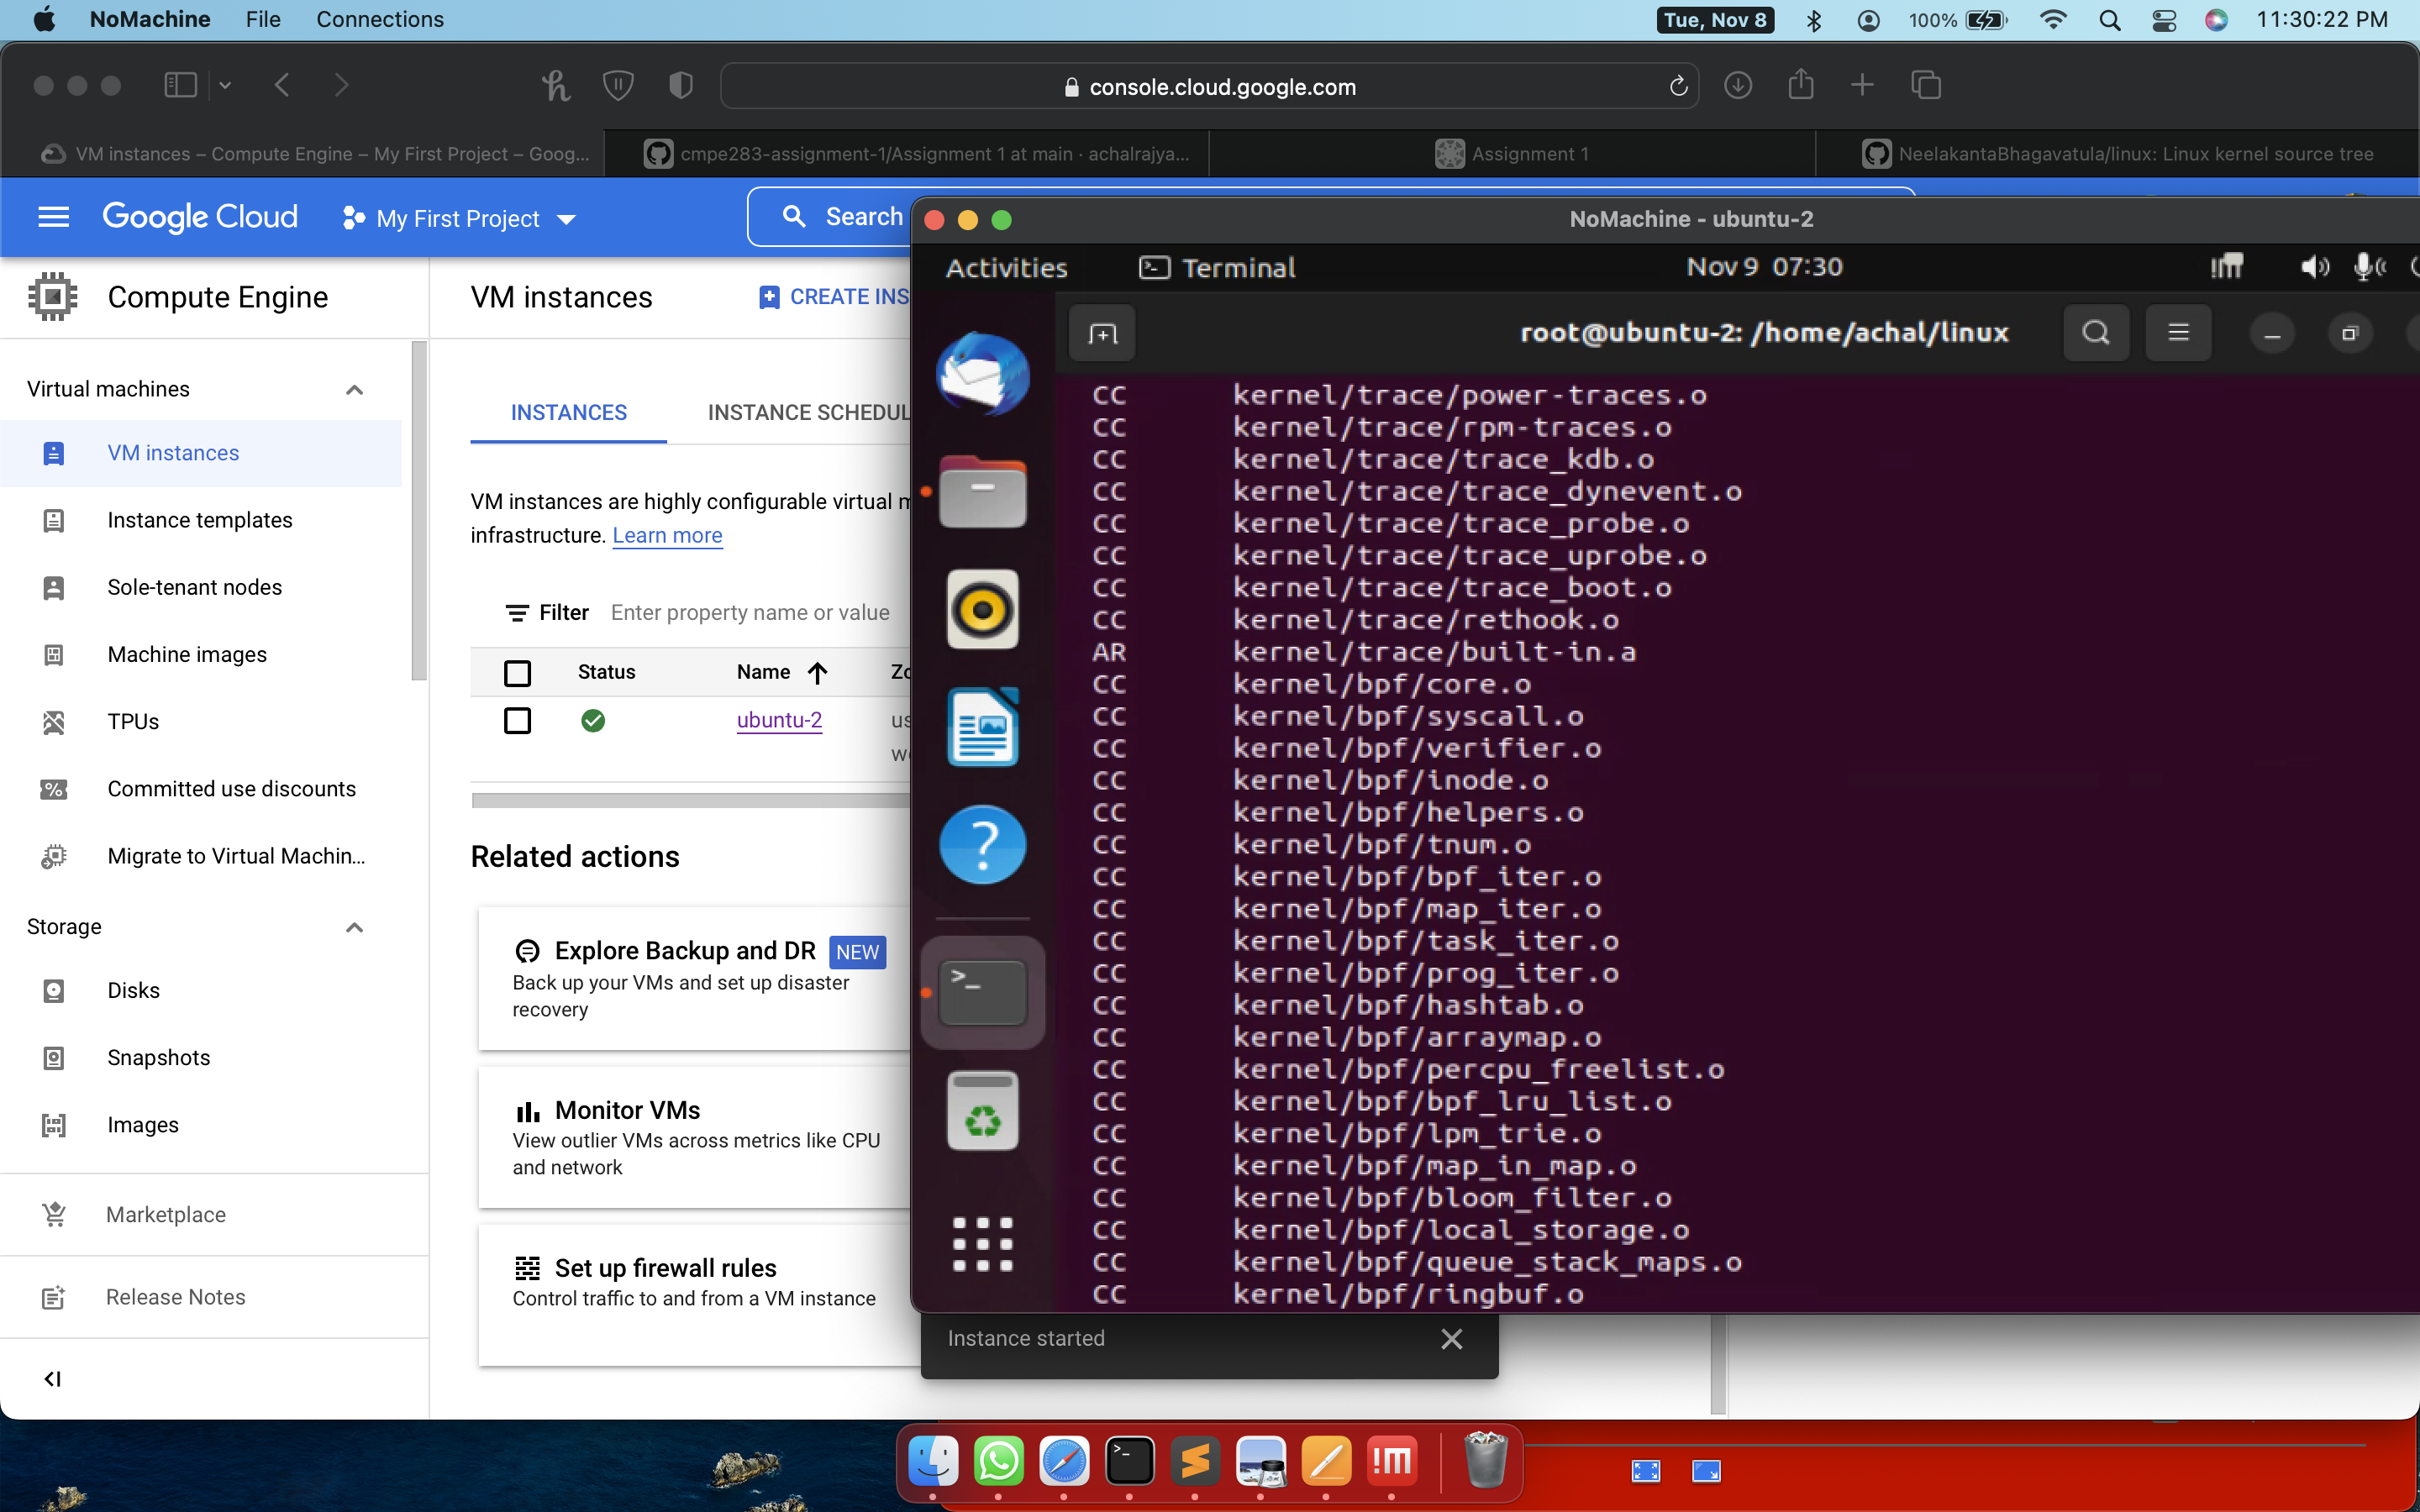 NoMachine File Connections Tue, Nov 8 100% 11:30:22 PM
console.cloud.google.com
VM instances – Compute Engine – My First Project – Goog...
cmpe283-assignment-1/Assignment 1 at main · achalrajya...
Assignment 1
NeelakantaBhagavatula/linux: Linux kernel source tree
Google Cloud
My First Project
Search
Compute Engine
Virtual machines
VM instances
Instance templates
Sole-tenant nodes
Machine images
TPUs
Committed use discounts
Migrate to Virtual Machin...
Storage
Disks
Snapshots
Images
Marketplace
Release Notes
VM instances
CREATE INS
INSTANCES
INSTANCE SCHEDUL
VM instances are highly configurable virtual m
infrastructure. Learn more
Filter Enter property name or value
Status Name Zo
ubuntu-2 us
we
Related actions
Explore Backup and DR NEW
Back up your VMs and set up disaster
recovery
Monitor VMs
View outlier VMs across metrics like CPU
and network
Set up firewall rules
Control traffic to and from a VM instance
NoMachine - ubuntu-2
Activities Terminal Nov 9 07:30
root@ubuntu-2: /home/achal/linux
CC kernel/trace/power-traces.o
CC kernel/trace/rpm-traces.o
CC kernel/trace/trace_kdb.o
CC kernel/trace/trace_dynevent.o
CC kernel/trace/trace_probe.o
CC kernel/trace/trace_uprobe.o
CC kernel/trace/trace_boot.o
CC kernel/trace/rethook.o
AR kernel/trace/built-in.a
CC kernel/bpf/core.o
CC kernel/bpf/syscall.o
CC kernel/bpf/verifier.o
CC kernel/bpf/inode.o
CC kernel/bpf/helpers.o
CC kernel/bpf/tnum.o
CC kernel/bpf/bpf_iter.o
CC kernel/bpf/map_iter.o
CC kernel/bpf/task_iter.o
CC kernel/bpf/prog_iter.o
CC kernel/bpf/hashtab.o
CC kernel/bpf/arraymap.o
CC kernel/bpf/percpu_freelist.o
CC kernel/bpf/bpf_lru_list.o
CC kernel/bpf/lpm_trie.o
CC kernel/bpf/map_in_map.o
CC kernel/bpf/bloom_filter.o
CC kernel/bpf/local_storage.o
CC kernel/bpf/queue_stack_maps.o
CC kernel/bpf/ringbuf.o
Instance started